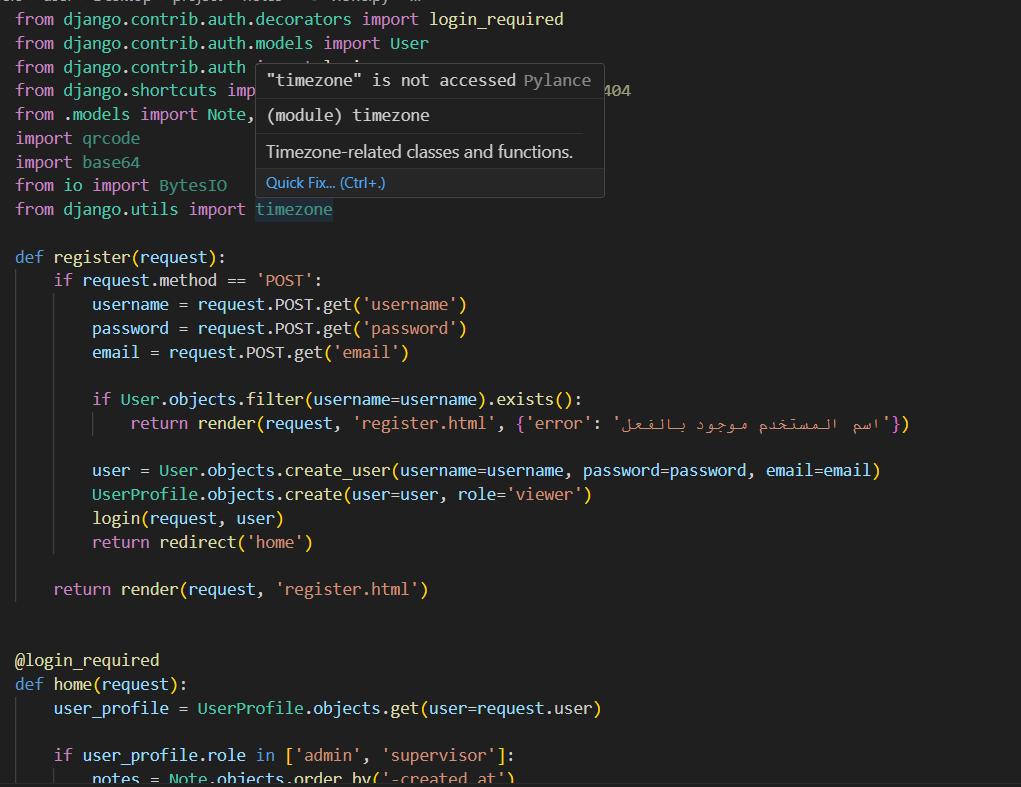 from django.contrib.auth.decorators import login_required
from django.contrib.auth.models import User
from django.contrib.auth
from django.shortcuts imp 404
from .models import Note,
import qrcode
import base64
from io import BytesIO
from django.utils import timezone
"timezone" is not accessed Pylance
(module) timezone
Timezone-related classes and functions.
Quick Fix... (Ctrl+.)
def register(request):
if request.method == 'POST':
username = request.POST.get('username')
password = request.POST.get('password')
email = request.POST.get('email')
if User.objects.filter(username=username).exists():
return render(request, 'register.html', {'error': 'اسم المستخدم موجود بالفعل'})
user = User.objects.create_user(username=username, password=password, email=email)
UserProfile.objects.create(user=user, role='viewer')
login(request, user)
return redirect('home')
return render(request, 'register.html')
@login_required
def home(request):
user_profile = UserProfile.objects.get(user=request.user)
if user_profile.role in ['admin', 'supervisor']:
notes = Note.objects.order_by('-created_at')